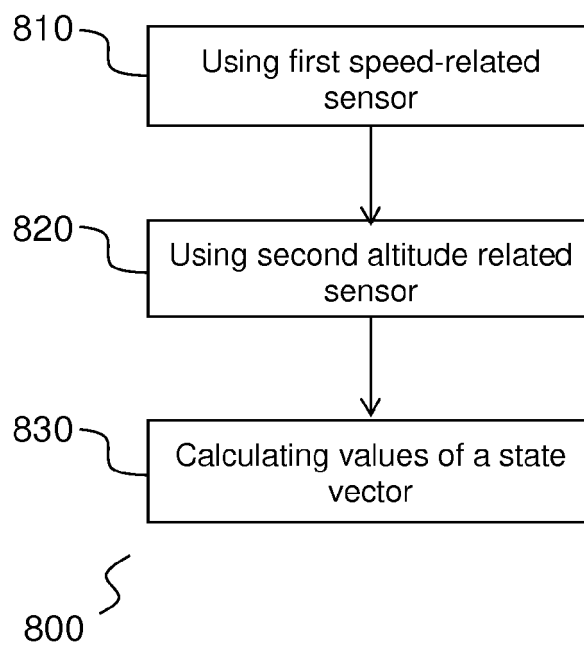 810
Using first speed-related
sensor
820
Using second altitude related
sensor
830
Calculating values of a state
vector
800